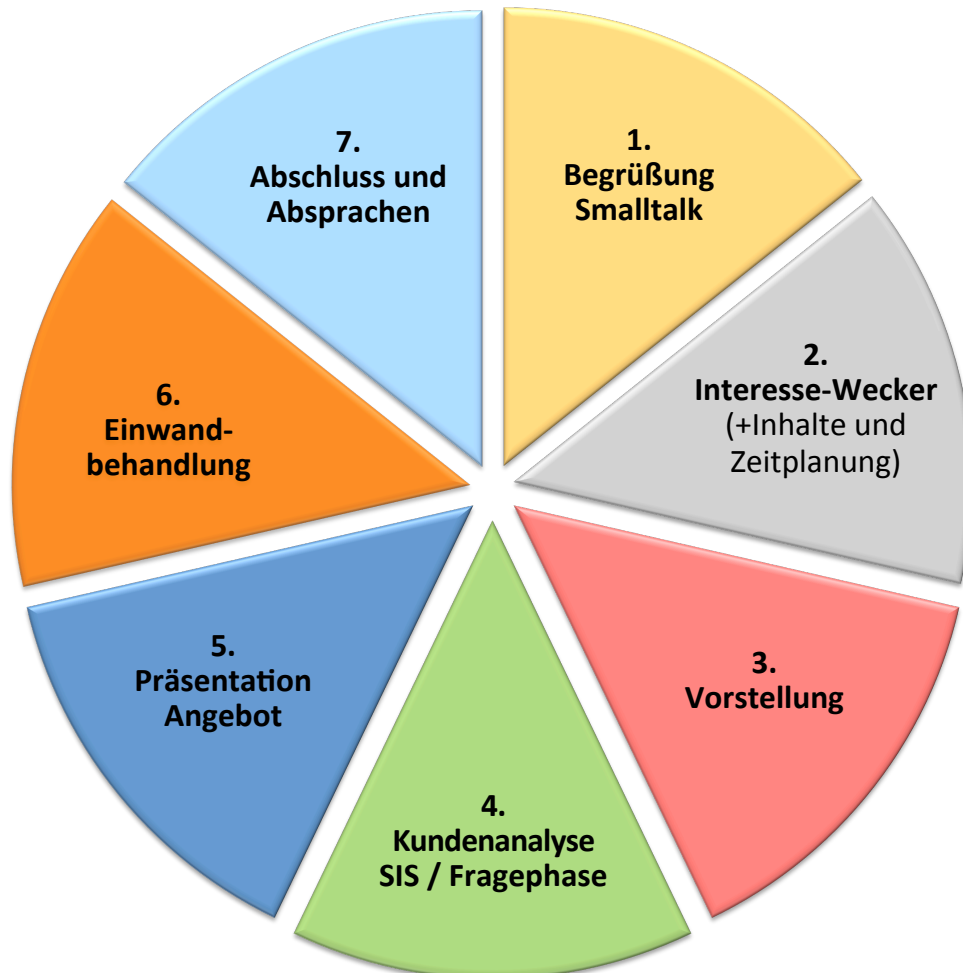 1.
Begrüßung
Smalltalk
2.
Interesse-Wecker
(+Inhalte und
Zeitplanung)
3.
Vorstellung
4.
Kundenanalyse
SIS / Fragephase
5.
Präsentation
Angebot
6.
Einwand-
behandlung
7.
Abschluss und
Absprachen